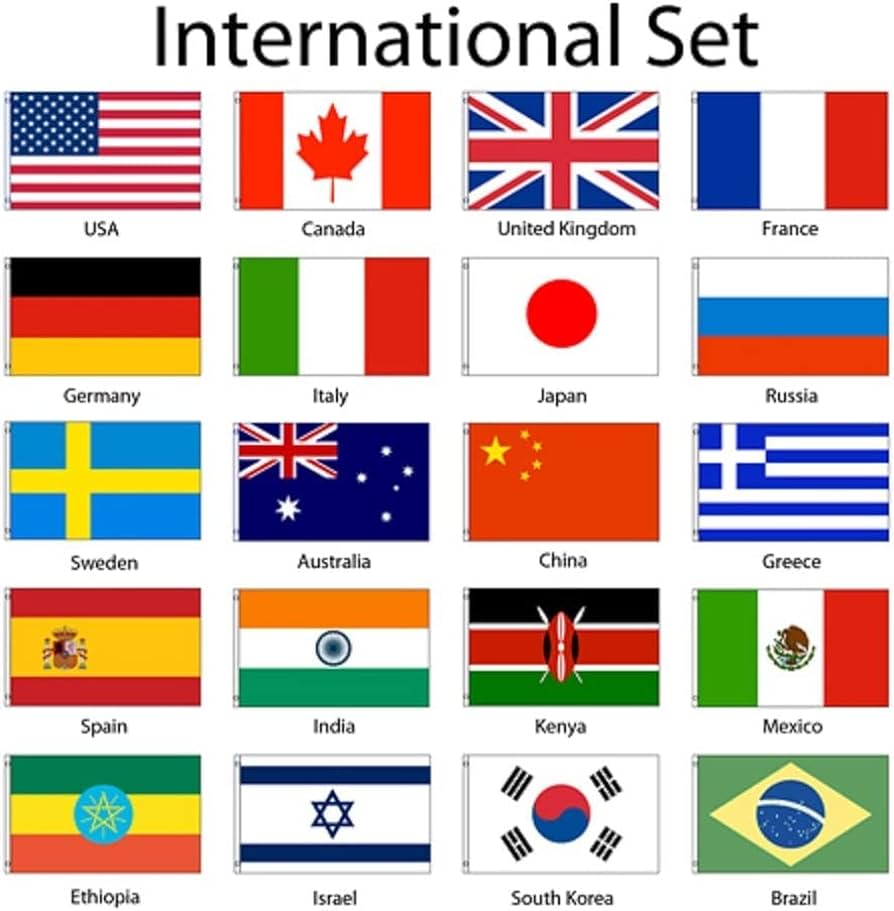 International Set
USA Canada United Kingdom France
Germany Italy Japan Russia
Sweden Australia China Greece
Spain India Kenya Mexico
Ethiopia Israel South Korea Brazil